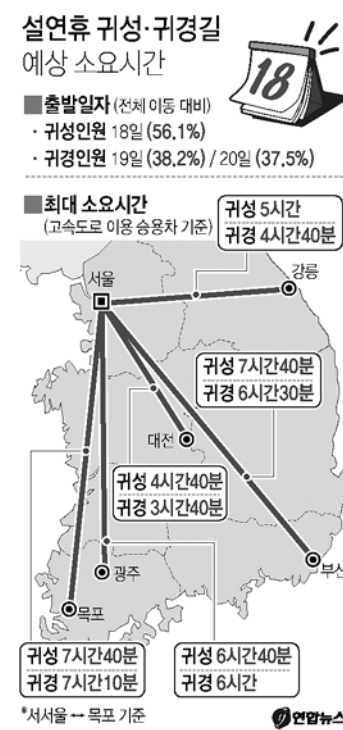 설연휴 귀성·귀경길
예상 소요시간
18
■출발일자 (전체 이동 대비)
· 귀성인원 18일 (56.1%)
· 귀경인원 19일 (38.2%) / 20일 (37.5%)
■최대 소요시간
(고속도로 이용 승용차 기준)
귀성 5시간
귀경 4시간40분
서울
강릉
귀성 7시간40분
귀경 6시간30분
대전
귀성 4시간40분
귀경 3시간40분
광주
부산
목포
귀성 7시간40분
귀경 7시간10분
귀성 6시간40분
귀경 6시간
*서서울 ↔ 목포 기준
연합뉴스